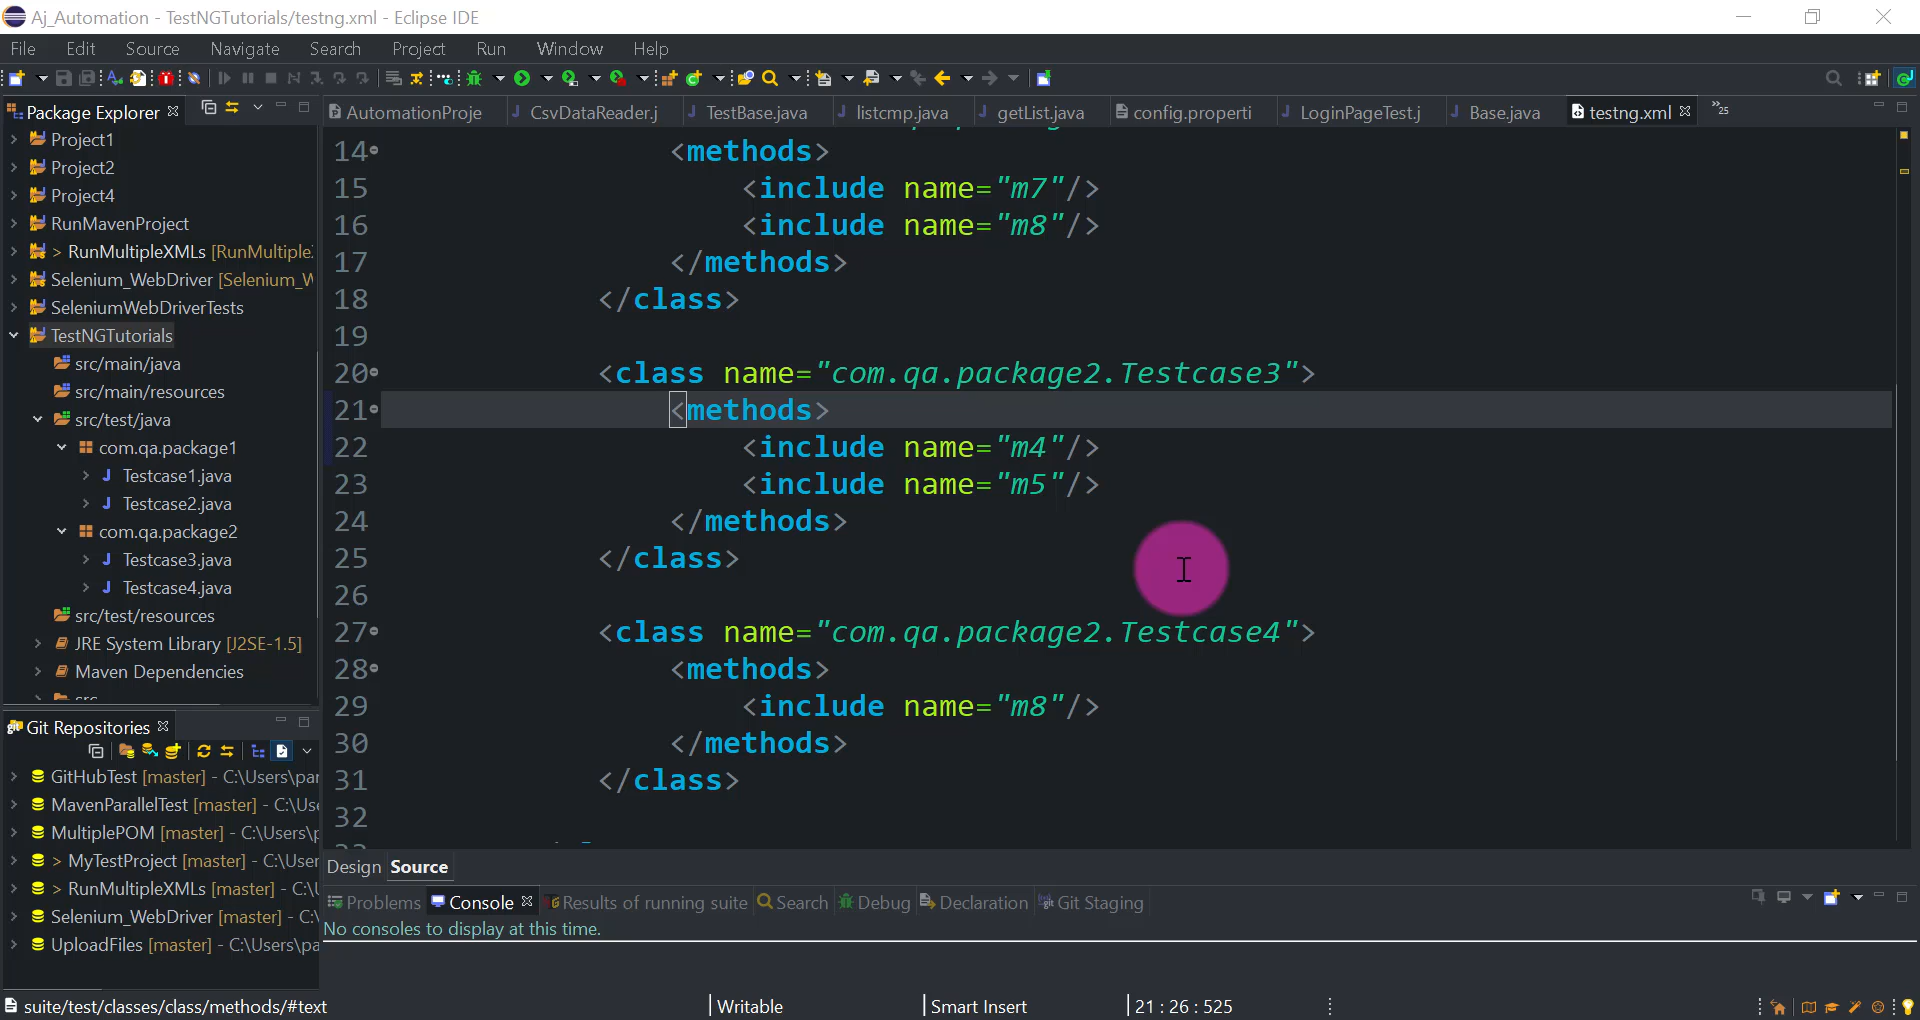 Aj_Automation - TestNGTutorials/testng.xml - Eclipse IDE
File Edit Source Navigate Search Project Run Window Help
Package Explorer
AutomationProje CsvDataReader.j TestBase.java listcmp.java getList.java config.properti LoginPageTest.j Base.java testng.xml »25
Project1
Project2
Project4
RunMavenProject
> RunMultipleXMLs [RunMultiple
Selenium_WebDriver [Selenium_W
SeleniumWebDriverTests
TestNGTutorials
src/main/java
src/main/resources
src/test/java
com.qa.package1
Testcase1.java
Testcase2.java
com.qa.package2
Testcase3.java
Testcase4.java
src/test/resources
JRE System Library [J2SE-1.5]
Maven Dependencies
src
14 <methods>
15 <include name="m7"/>
16 <include name="m8"/>
17 </methods>
18 </class>
19
20 <class name="com.qa.package2.Testcase3">
21 <methods>
22 <include name="m4"/>
23 <include name="m5"/>
24 </methods>
25 </class>
26
27 <class name="com.qa.package2.Testcase4">
28 <methods>
29 <include name="m8"/>
30 </methods>
31 </class>
32
Design Source
Git Repositories
GitHubTest [master] - C:\Users\par
MavenParallelTest [master] - C:\Use
MultiplePOM [master] - C:\Users\p
> MyTestProject [master] - C:\User
> RunMultipleXMLs [master] - C:\U
Selenium_WebDriver [master] - C:\
UploadFiles [master] - C:\Users\pa
Problems Console Results of running suite Search Debug Declaration Git Staging
No consoles to display at this time.
suite/test/classes/class/methods/#text Writable Smart Insert 21 : 26 : 525